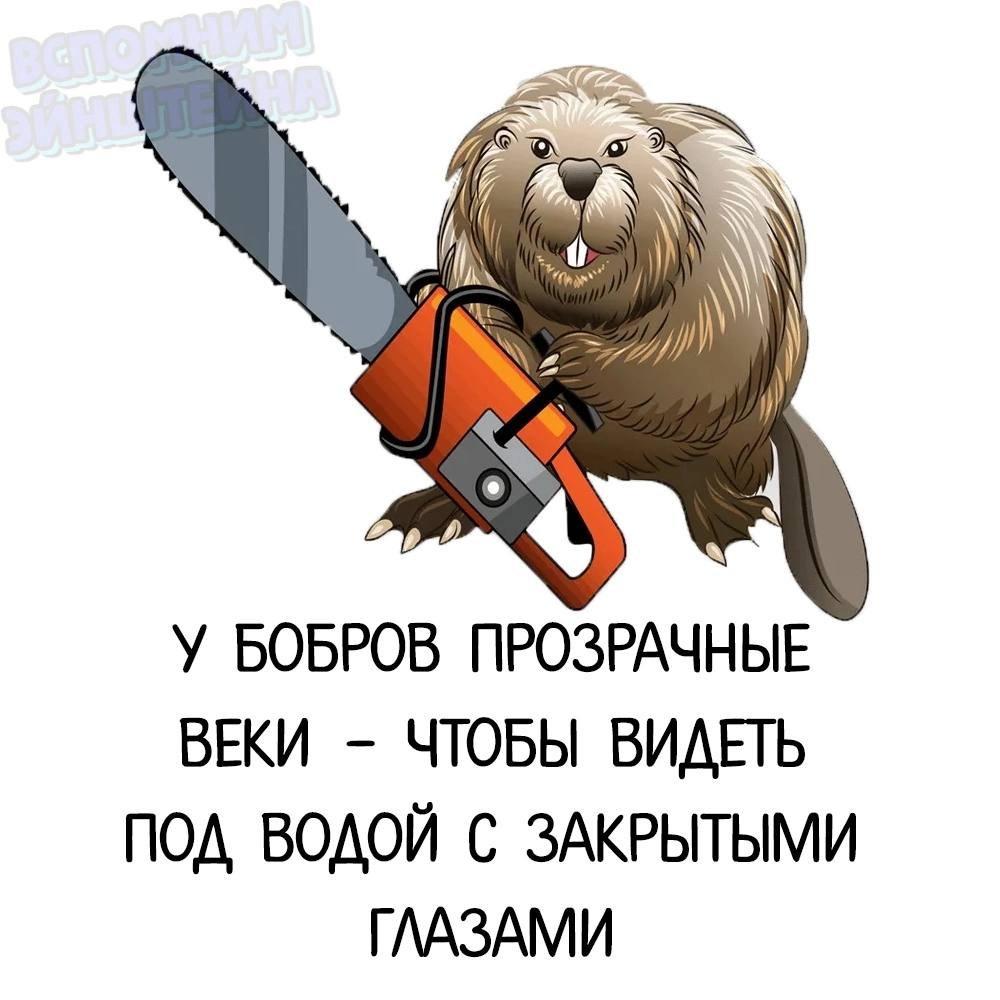 ВСПОМНИМ
ЭЙНШТЕЙНА
У БОБРОВ ПРОЗРАЧНЫЕ
ВЕКИ – ЧТОБЫ ВИДЕТЬ
ПОД ВОДОЙ С ЗАКРЫТЫМИ
ГЛАЗАМИ